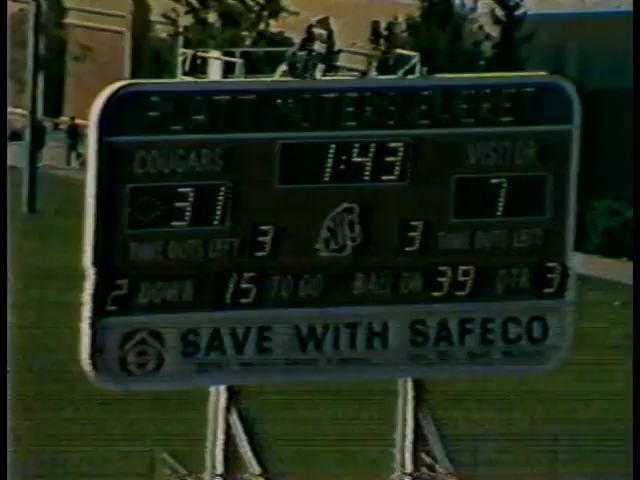 COUGARS 1:43 VISITOR
31 7
TIME OUTS LEFT 3 3 TIME OUTS LEFT
2 DOWN 15 TO GO BALL ON 39 QTR 3
SAVE WITH SAFECO